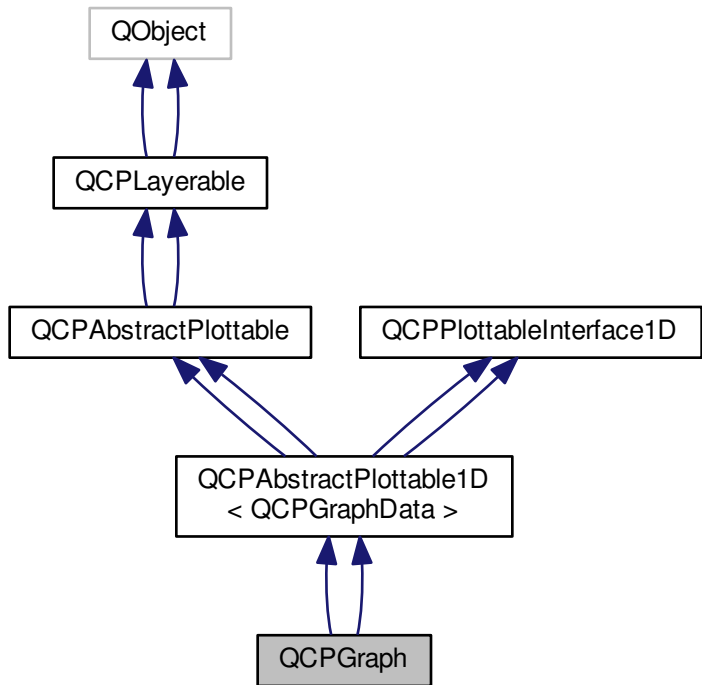 QObject
QCPLayerable
QCPAbstractPlottable
QCPPlottableInterface1D
QCPAbstractPlottable1D
< QCPGraphData >
QCPGraph